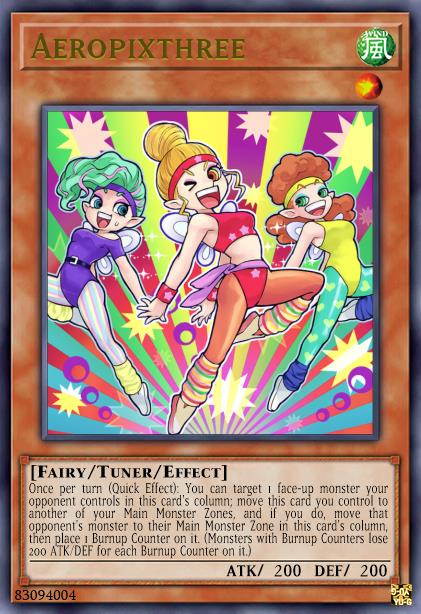 AEROPIXTHREE
WIND
風
[FAIRY/TUNER/EFFECT]
Once per turn (Quick Effect): You can target 1 face-up monster your
opponent controls in this card's column; move this card you control to
another of your Main Monster Zones, and if you do, move that
opponent's monster to their Main Monster Zone in this card's column,
then place 1 Burnup Counter on it. (Monsters with Burnup Counters lose
200 ATK/DEF for each Burnup Counter on it.)
ATK/ 200 DEF/ 200
83094004